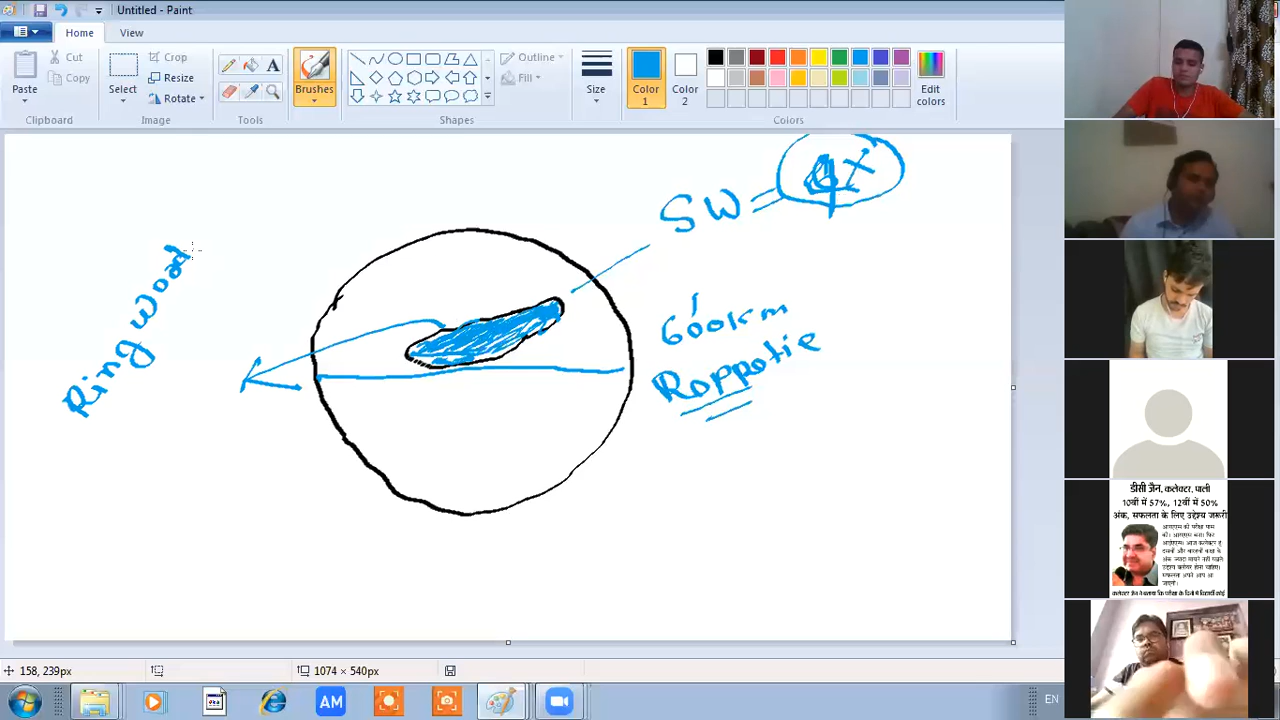 Untitled - Paint
Home
View
Paste
Cut
Copy
Clipboard
Select
Crop
Resize
Rotate
Image
Tools
Brushes
Shapes
Outline
Fill
Size
Color
1
Color
2
Edit
colors
Colors
SW = 4X
Ring wood
600km
Roppotie
158, 239px
1074 × 540px
AM
EN
डीसी जैन, कलेक्टर, पाली
10वीं में 57%, 12वीं में 50%
अंक, सफलता के लिए उद्देश्य जरूरी